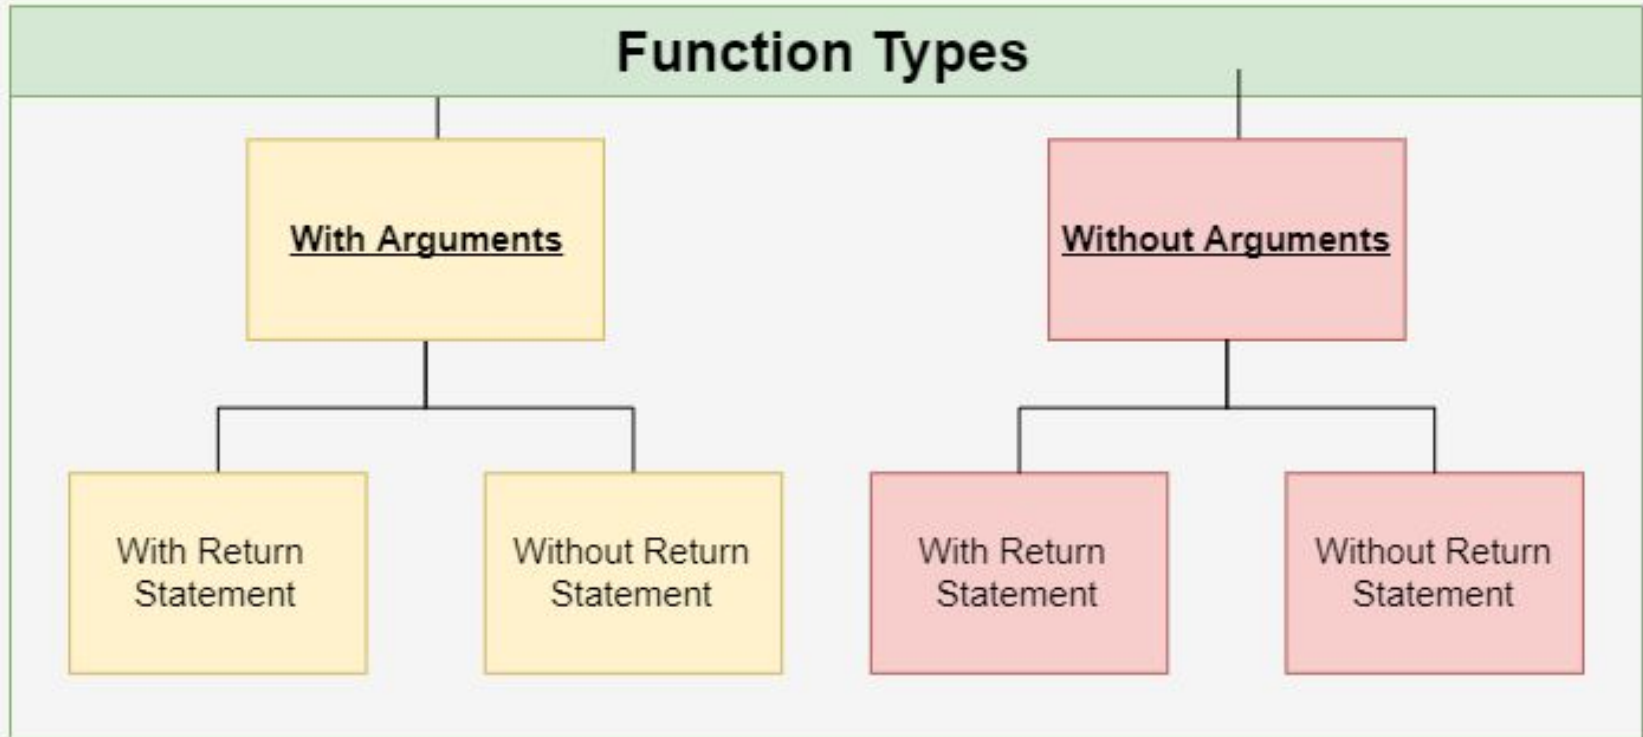 Function Types
With Arguments
Without Arguments
With Return
Statement
Without Return
Statement
With Return
Statement
Without Return
Statement